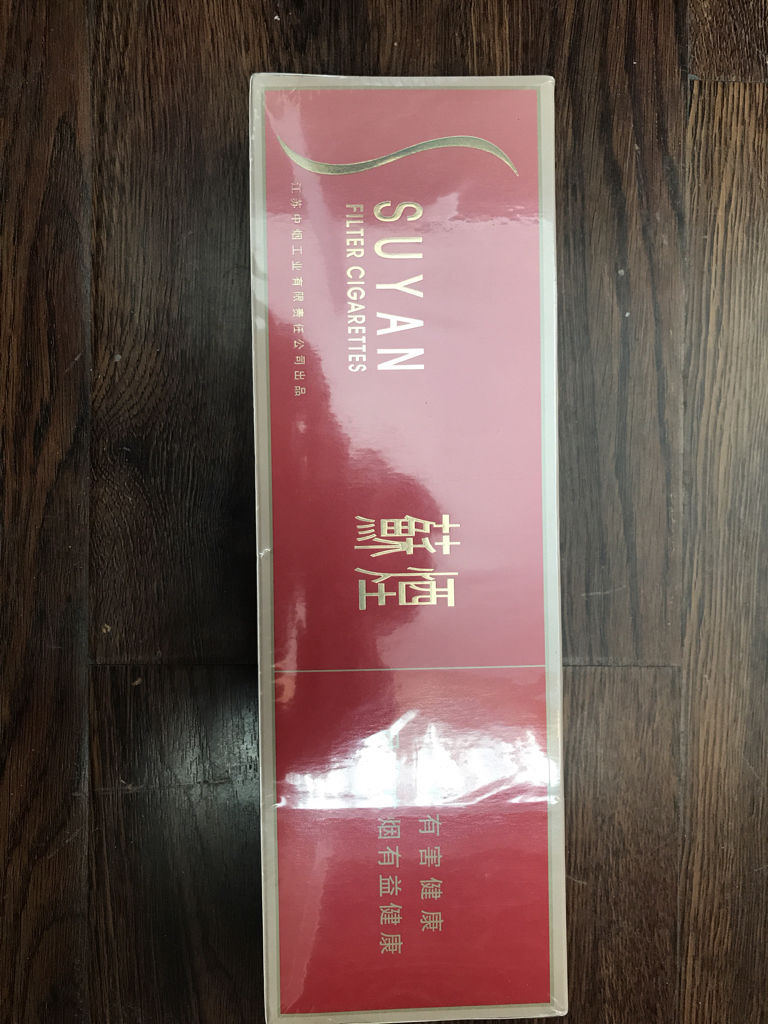 SUYAN
FILTER CIGARETTES
江苏中烟工业有限责任公司出品
蘇煙
有害健康
烟有益健康